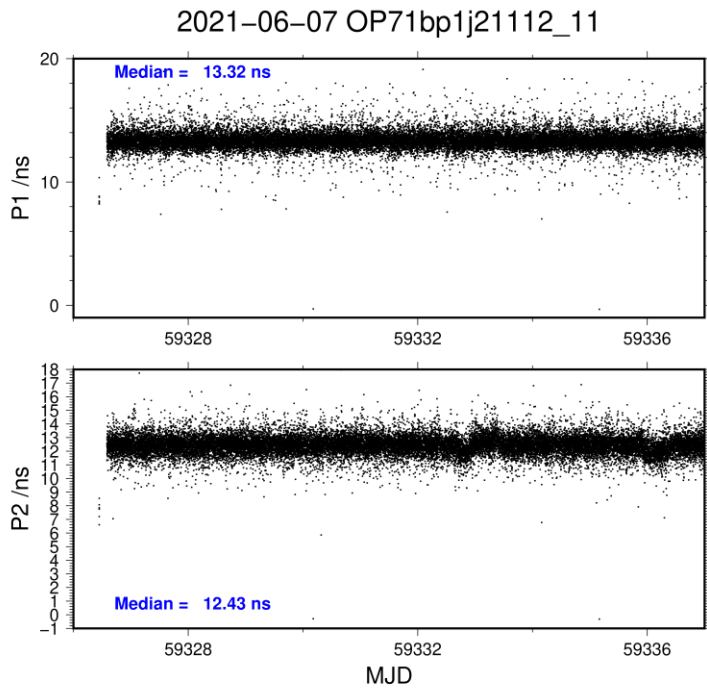 2021−06−07 OP71bp1j21112_11
Median = 13.32 ns
20
10
0
P1 /ns
59328 59332 59336
18
17
16
15
14
13
12
11
10
9
8
7
6
5
4
3
2
1
0
−1
P2 /ns
Median = 12.43 ns
59328 59332 59336
MJD